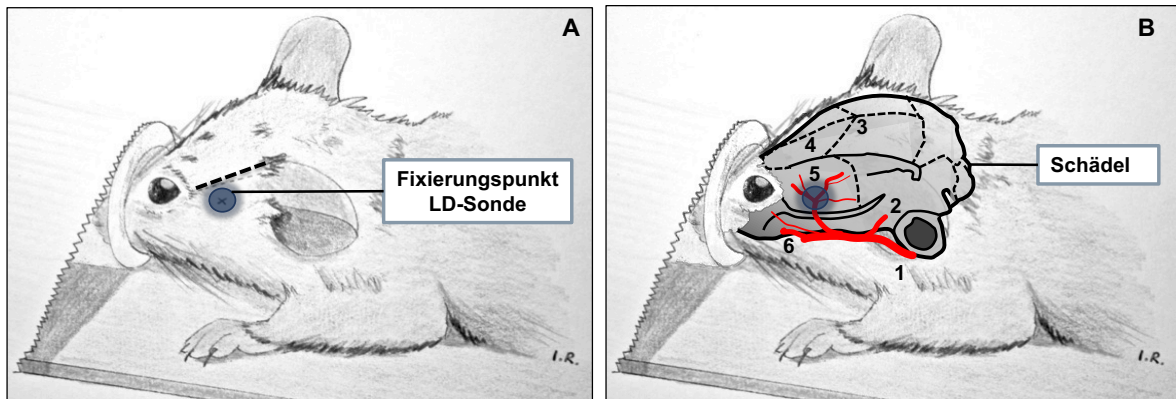 A
Fixierungspunkt
LD-Sonde
I.R.
B
3
4
Schädel
5
2
6
1
I.R.